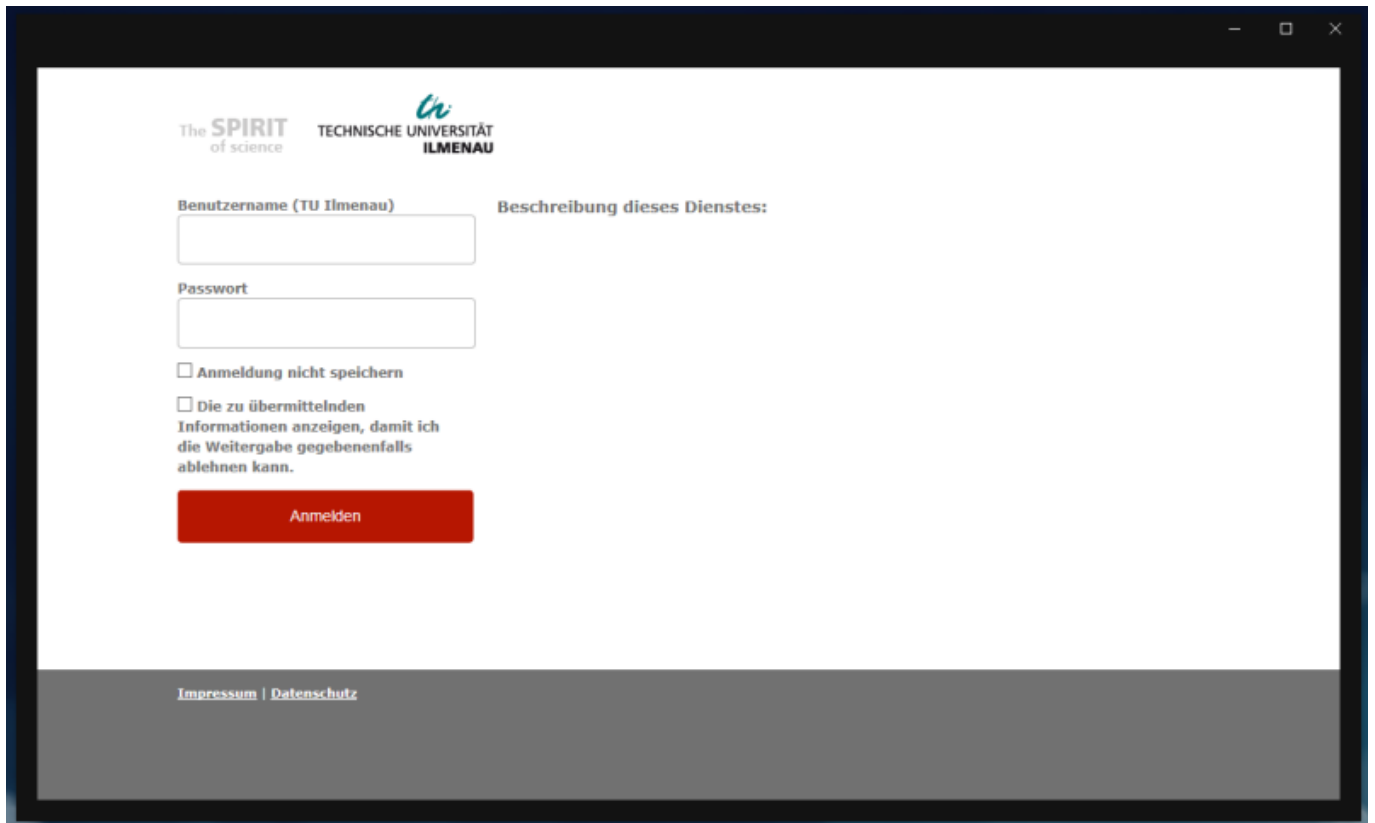 The SPIRIT
of science
TECHNISCHE UNIVERSITÄT
ILMENAU
Benutzername (TU Ilmenau)
Beschreibung dieses Dienstes:
Passwort
Anmeldung nicht speichern
Die zu übermittelnden
Informationen anzeigen, damit ich
die Weitergabe gegebenenfalls
ablehnen kann.
Anmelden
Impressum | Datenschutz